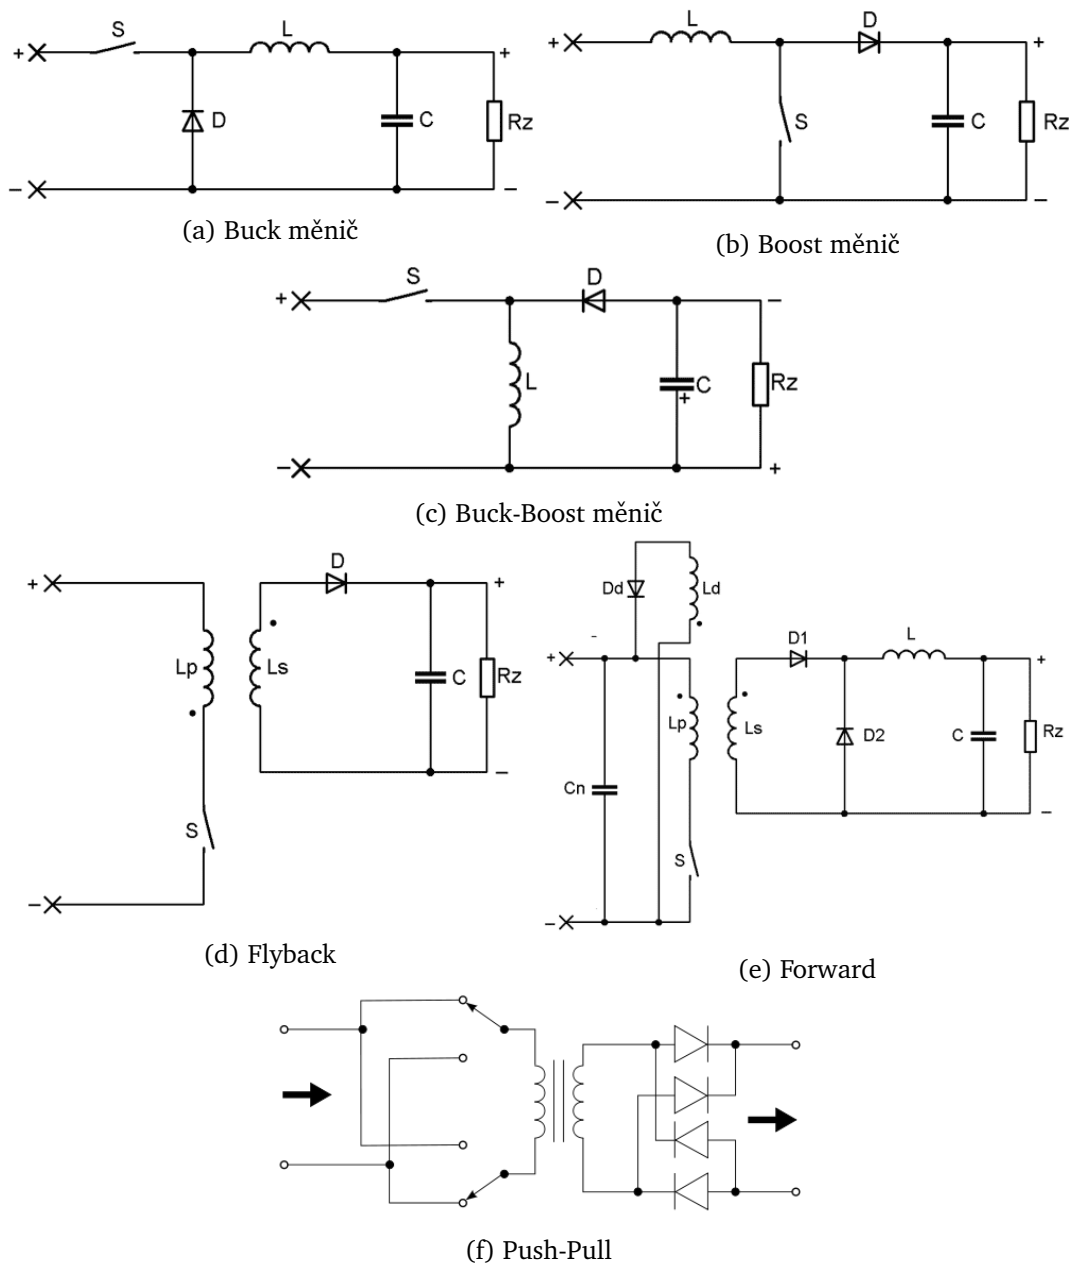 S L
+ +
D C Rz
− −
(a) Buck měnič
L D
+ +
S C Rz
− −
(b) Boost měnič
S D
+ −
L C Rz
+
− +
(c) Buck-Boost měnič
D
+ +
Lp Ls C Rz
−
S
−
(d) Flyback
Dd Ld
-
D1 L
+ +
Lp Ls D2 C Rz
Cn
−
S
−
(e) Forward
(f) Push-Pull